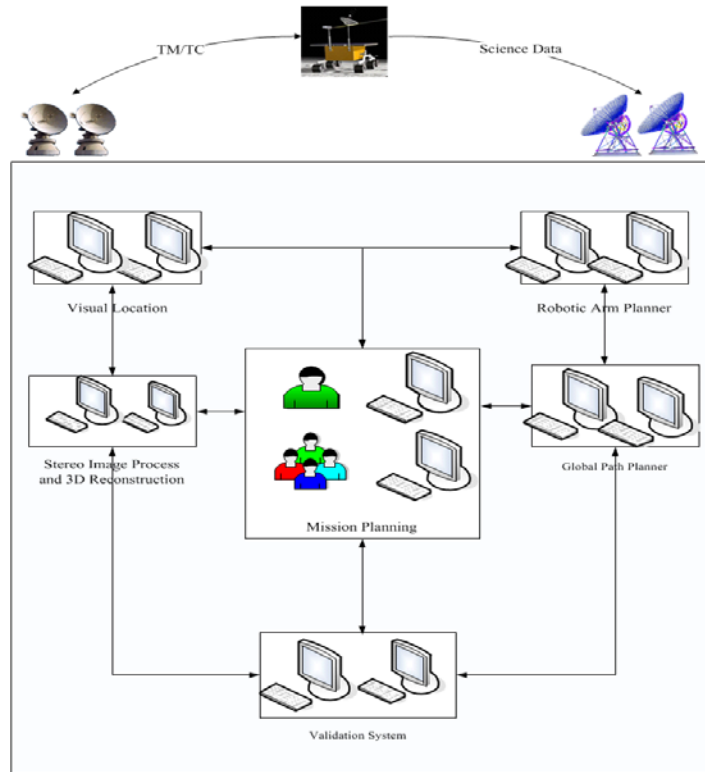 TM/TC
Science Data
Visual Location
Robotic Arm Planner
Stereo Image Process
and 3D Reconstruction
Global Path Planner
Mission Planning
Validation System